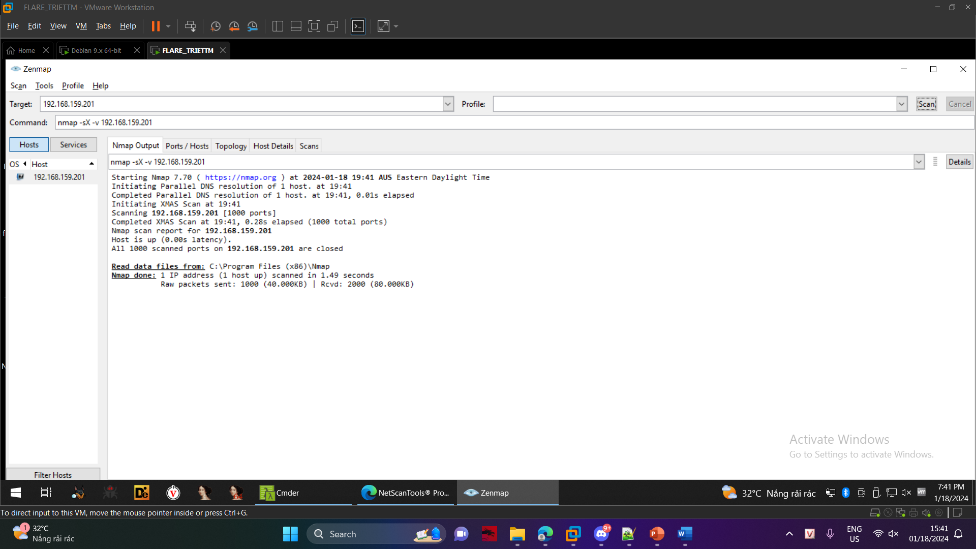 FLARE_TRIETTM - VMware Workstation
File Edit View VM Tabs Help
Home Debian 9.x 64-bit FLARE_TRIETTM
Zenmap
Scan Tools Profile Help
Target: 192.168.159.201 Profile: Scan Cancel
Command: nmap -sX -v 192.168.159.201
Hosts Services Nmap Output Ports / Hosts Topology Host Details Scans
OS Host nmap -sX -v 192.168.159.201 Details
192.168.159.201
Starting Nmap 7.70 ( https://nmap.org ) at 2024-01-18 19:41 AUS Eastern Daylight Time
Initiating Parallel DNS resolution of 1 host. at 19:41
Completed Parallel DNS resolution of 1 host. at 19:41, 0.01s elapsed
Initiating XMAS Scan at 19:41
Scanning 192.168.159.201 [1000 ports]
Completed XMAS Scan at 19:41, 0.28s elapsed (1000 total ports)
Nmap scan report for 192.168.159.201
Host is up (0.00s latency).
All 1000 scanned ports on 192.168.159.201 are closed
Read data files from: C:\Program Files (x86)\Nmap
Nmap done: 1 IP address (1 host up) scanned in 1.49 seconds
Raw packets sent: 1000 (40.000KB) | Rcvd: 2000 (80.000KB)
Activate Windows
Go to Settings to activate Windows.
Filter Hosts
Cmder NetScanTools® Pro... Zenmap 32°C Nắng rải rác 7:41 PM
1/18/2024
To direct input to this VM, move the mouse pointer inside or press Ctrl+G.
32°C
Nắng rải rác
Search
ENG
US
15:41
01/18/2024